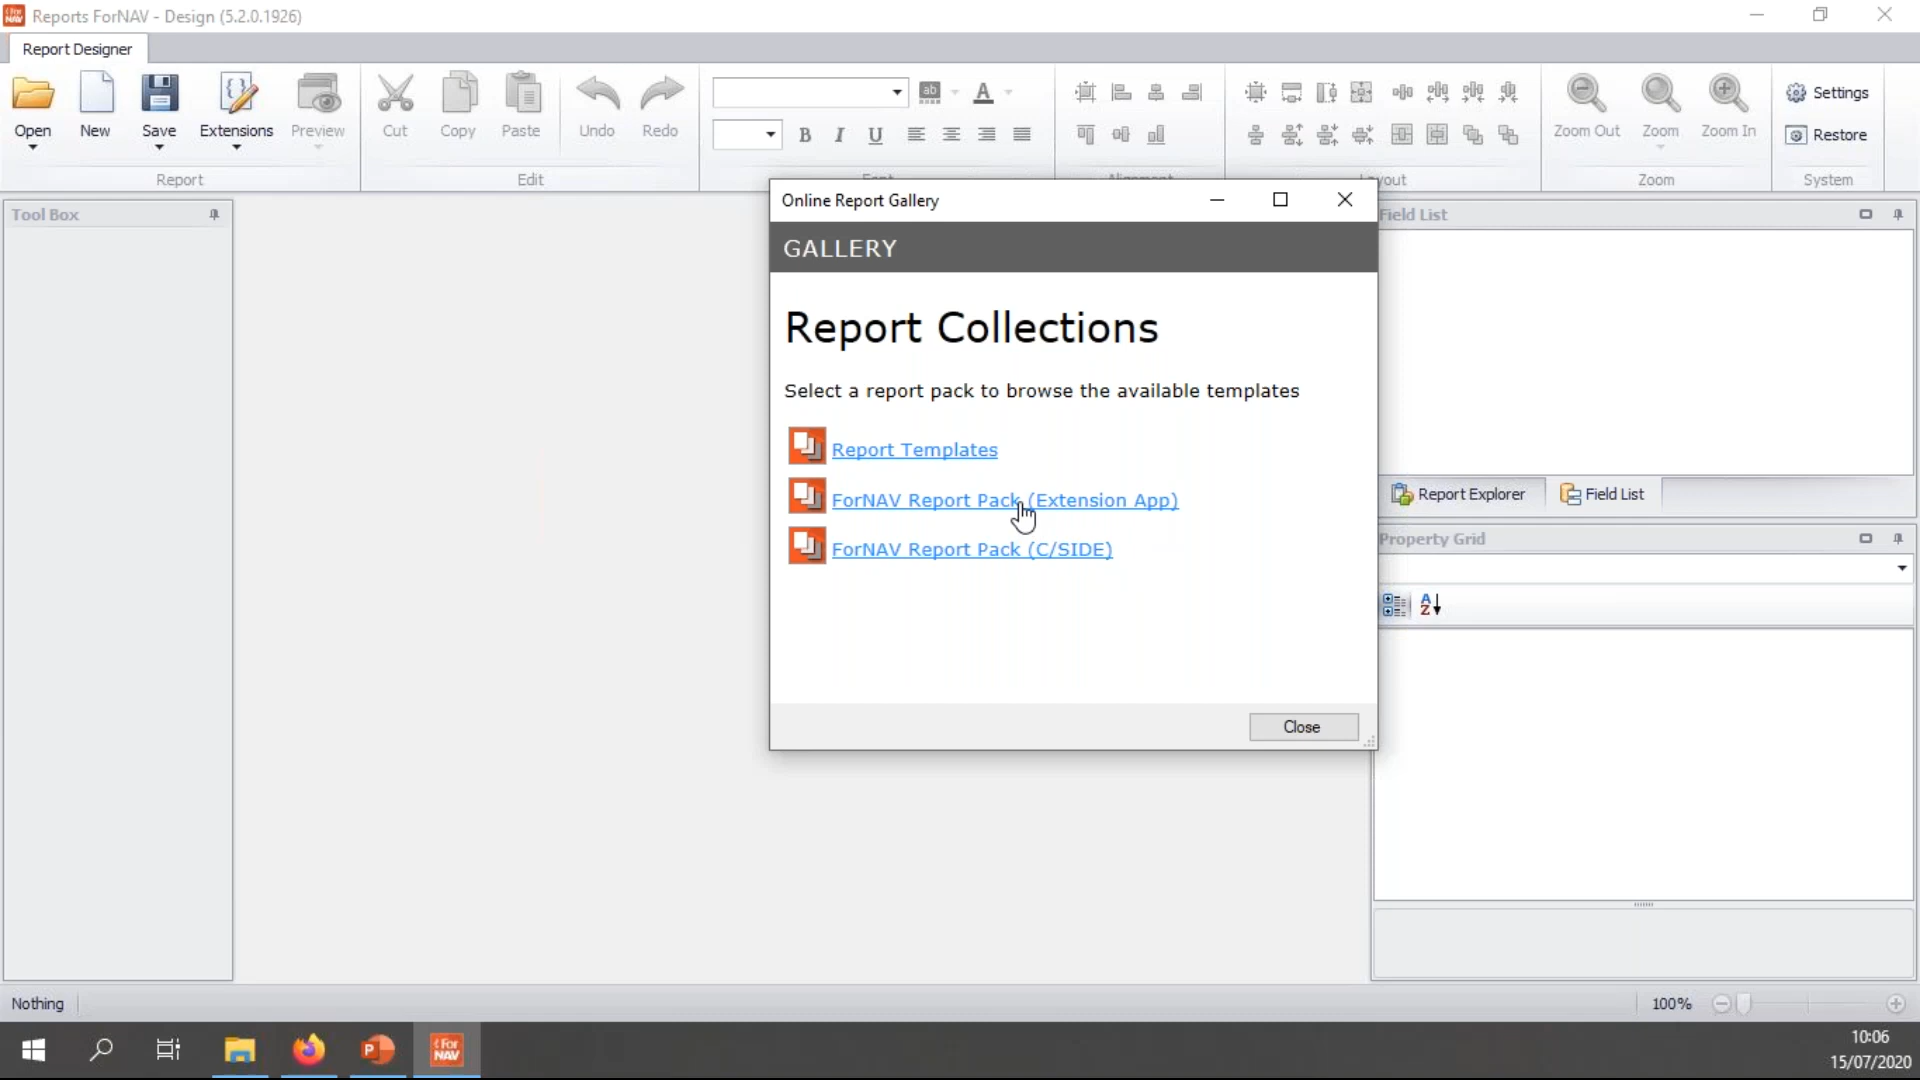 Reports ForNAV - Design (5.2.0.1926)
Report Designer
Open
New
Save
Extensions
Preview
Cut
Copy
Paste
Undo
Redo
B I U
Zoom Out
Zoom
Zoom In
Settings
Restore
Report
Edit
Font
Alignment
Layout
Zoom
System
Tool Box
Online Report Gallery
GALLERY
Report Collections
Select a report pack to browse the available templates
Report Templates
ForNAV Report Pack (Extension App)
ForNAV Report Pack (C/SIDE)
Close
Field List
Report Explorer
Field List
Property Grid
Nothing
100%
10:06
15/07/2020